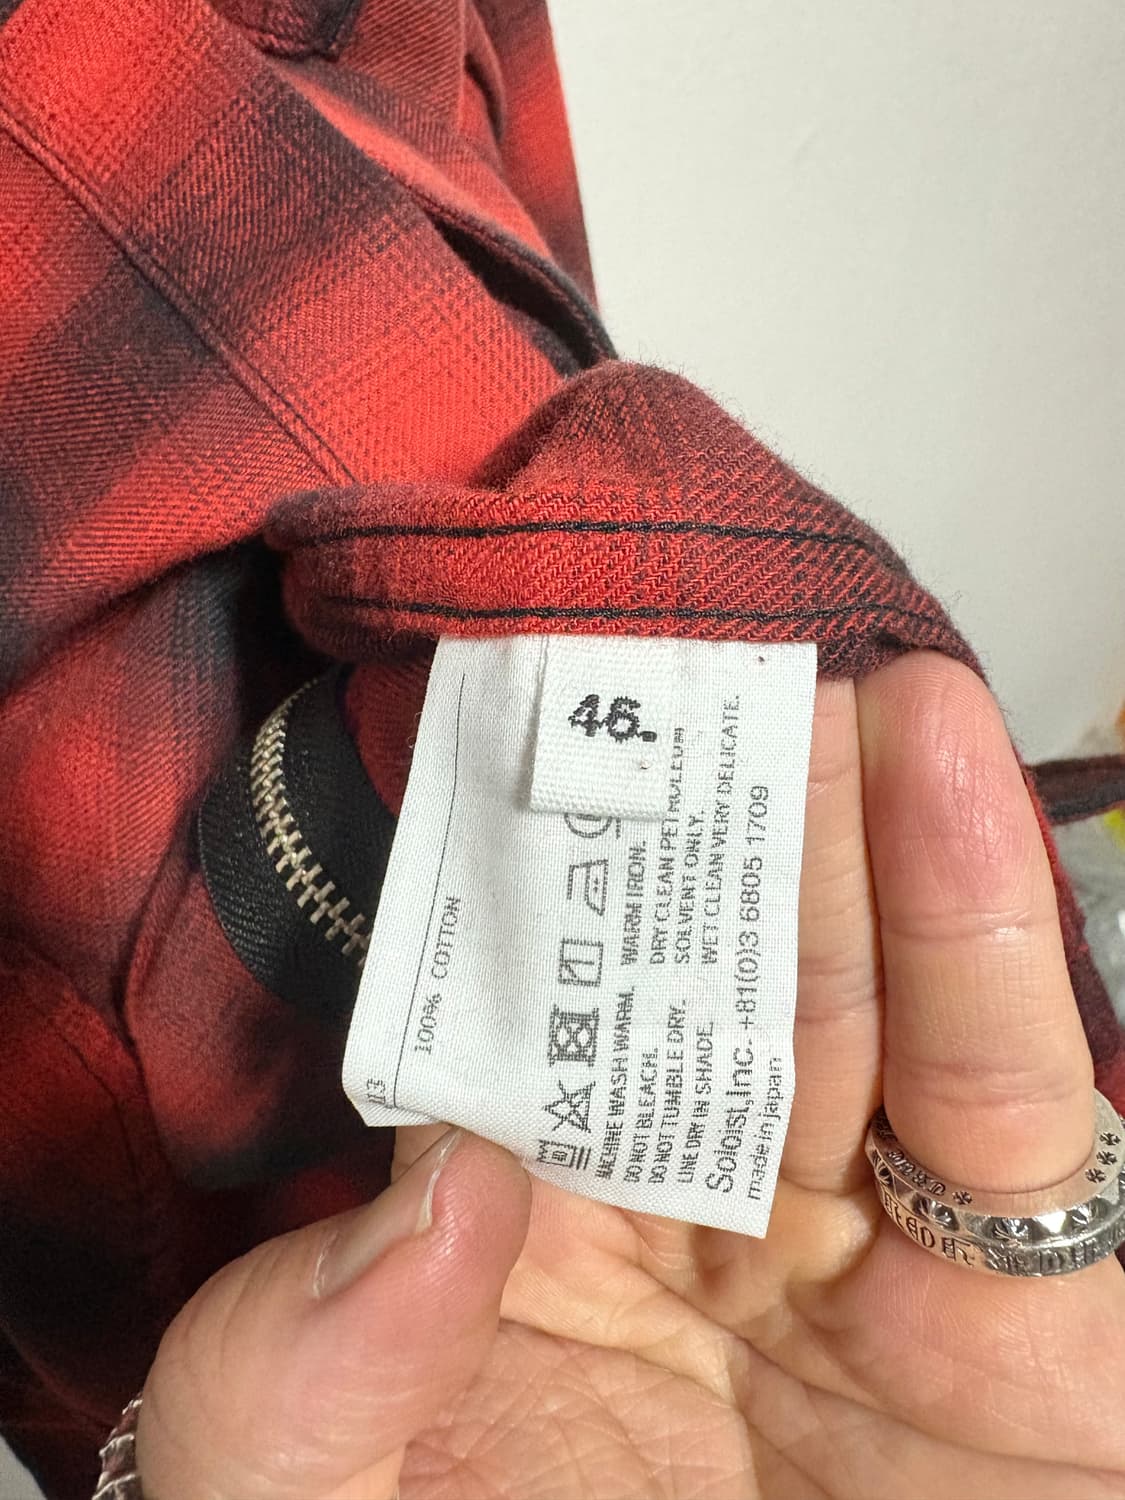 46.
100% COTTON
MACHINE WASH WARM.
DO NOT BLEACH.
DO NOT TUMBLE DRY.
LINE DRY IN SHADE.
WARM IRON.
DRY CLEAN PETROLEUM
SOLVENT ONLY.
WET CLEAN VERY DELICATE.
Soloist,Inc. +81(0)3 6805 1709
made in japan